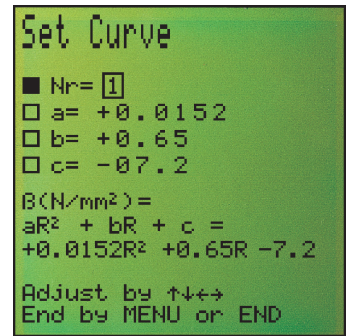 Set Curve
■ Nr= 1
□ a= +0.0152
□ b= +0.65
□ c= -07.2
β(N/mm²)=
aR² + bR + c =
+0.0152R² +0.65R -7.2
Adjust by ↑↓←→
End by MENU or END